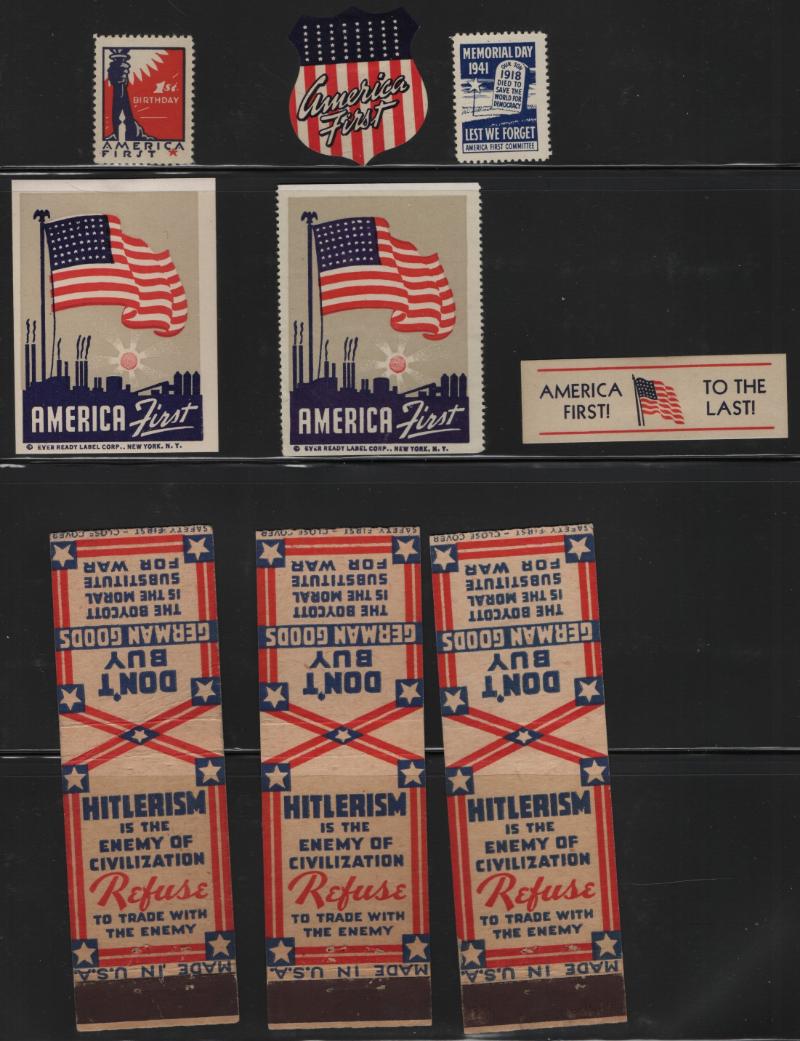 1st
BIRTHDAY
AMERICA
FIRST
America
First
MEMORIAL DAY
1941
OUR SON
1918
DIED TO
SAVE THE
WORLD FOR
DEMOCRACY
LEST WE FORGET
AMERICA FIRST COMMITTEE
AMERICA First
© EVER READY LABEL CORP., NEW YORK, N. Y.
AMERICA First
© EVER READY LABEL CORP., NEW YORK, N. Y.
AMERICA
FIRST!
TO THE
LAST!
SAFETY FIRST - CLOSE COVER
DON'T
BUY
GERMAN GOODS
THE BOYCOTT
IS THE MORAL
SUBSTITUTE
FOR WAR
HITLERISM
IS THE
ENEMY OF
CIVILIZATION
Refuse
TO TRADE WITH
THE ENEMY
MADE IN U.S.A.
SAFETY FIRST - CLOSE COVER
DON'T
BUY
GERMAN GOODS
THE BOYCOTT
IS THE MORAL
SUBSTITUTE
FOR WAR
HITLERISM
IS THE
ENEMY OF
CIVILIZATION
Refuse
TO TRADE WITH
THE ENEMY
MADE IN U.S.A.
SAFETY FIRST - CLOSE COVER
DON'T
BUY
GERMAN GOODS
THE BOYCOTT
IS THE MORAL
SUBSTITUTE
FOR WAR
HITLERISM
IS THE
ENEMY OF
CIVILIZATION
Refuse
TO TRADE WITH
THE ENEMY
MADE IN U.S.A.